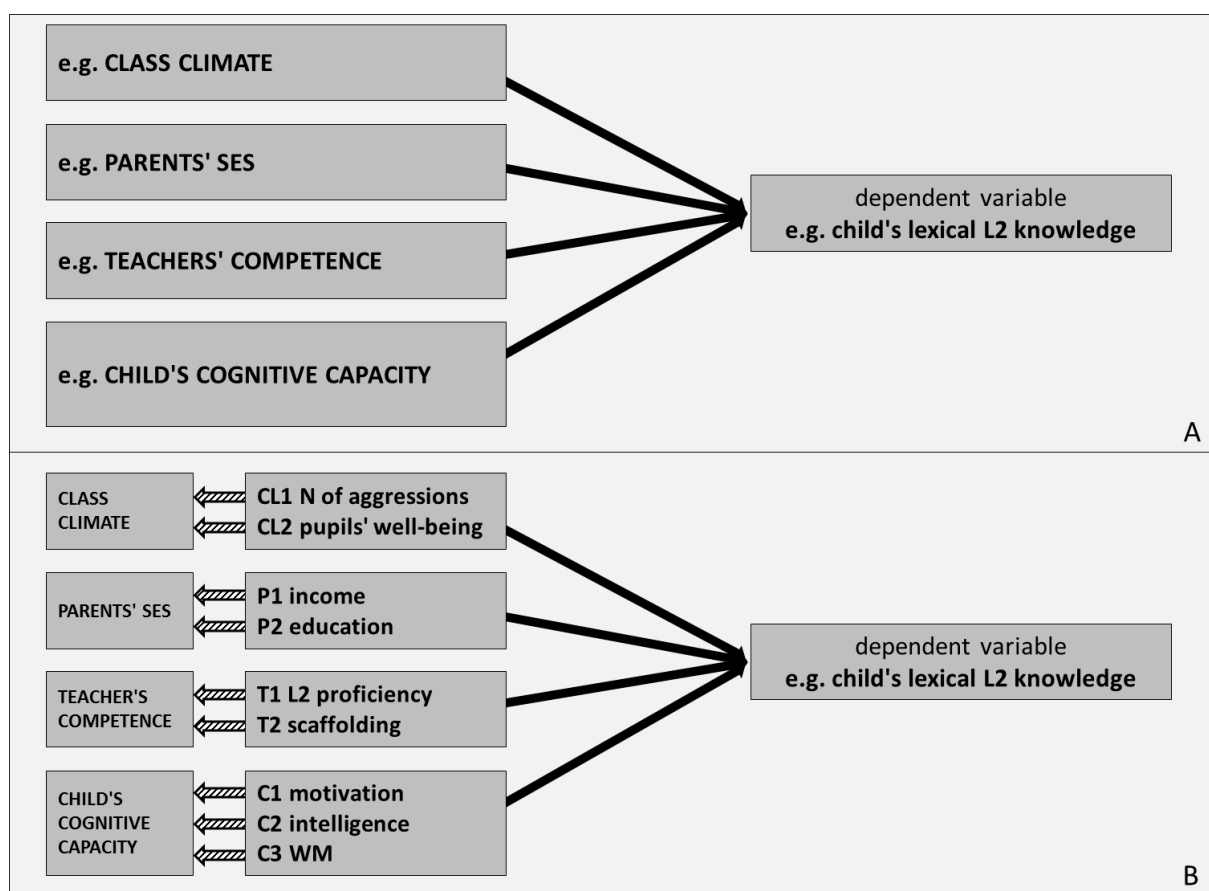 e.g. CLASS CLIMATE
e.g. PARENTS' SES
e.g. TEACHERS' COMPETENCE
e.g. CHILD'S COGNITIVE CAPACITY
dependent variable
e.g. child's lexical L2 knowledge
A
CLASS
CLIMATE
CL1 N of aggressions
CL2 pupils' well-being
PARENTS' SES
P1 income
P2 education
TEACHER'S
COMPETENCE
T1 L2 proficiency
T2 scaffolding
CHILD'S
COGNITIVE
CAPACITY
C1 motivation
C2 intelligence
C3 WM
dependent variable
e.g. child's lexical L2 knowledge
B